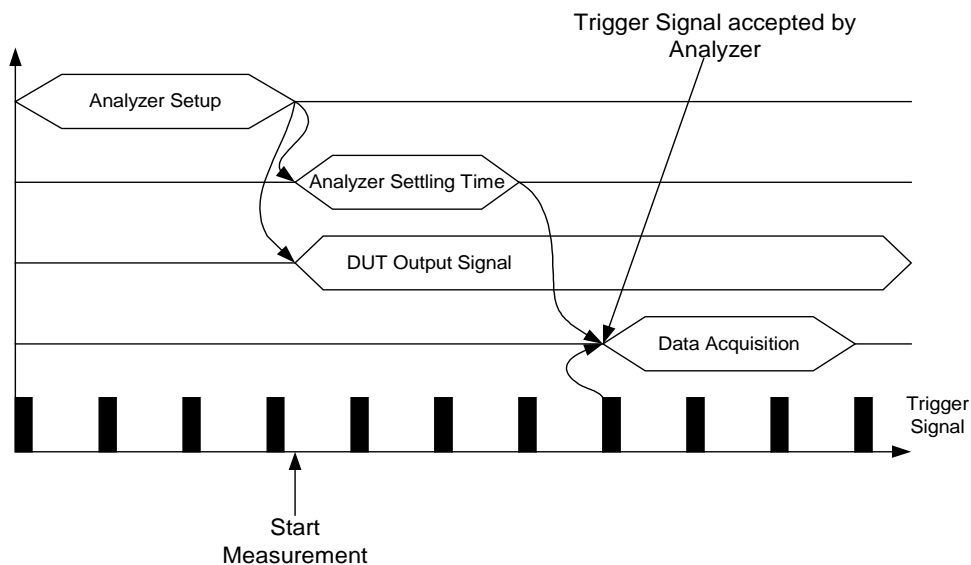 Trigger Signal accepted by
Analyzer
Analyzer Setup
Analyzer Settling Time
DUT Output Signal
Data Acquisition
Trigger
Signal
Start
Measurement